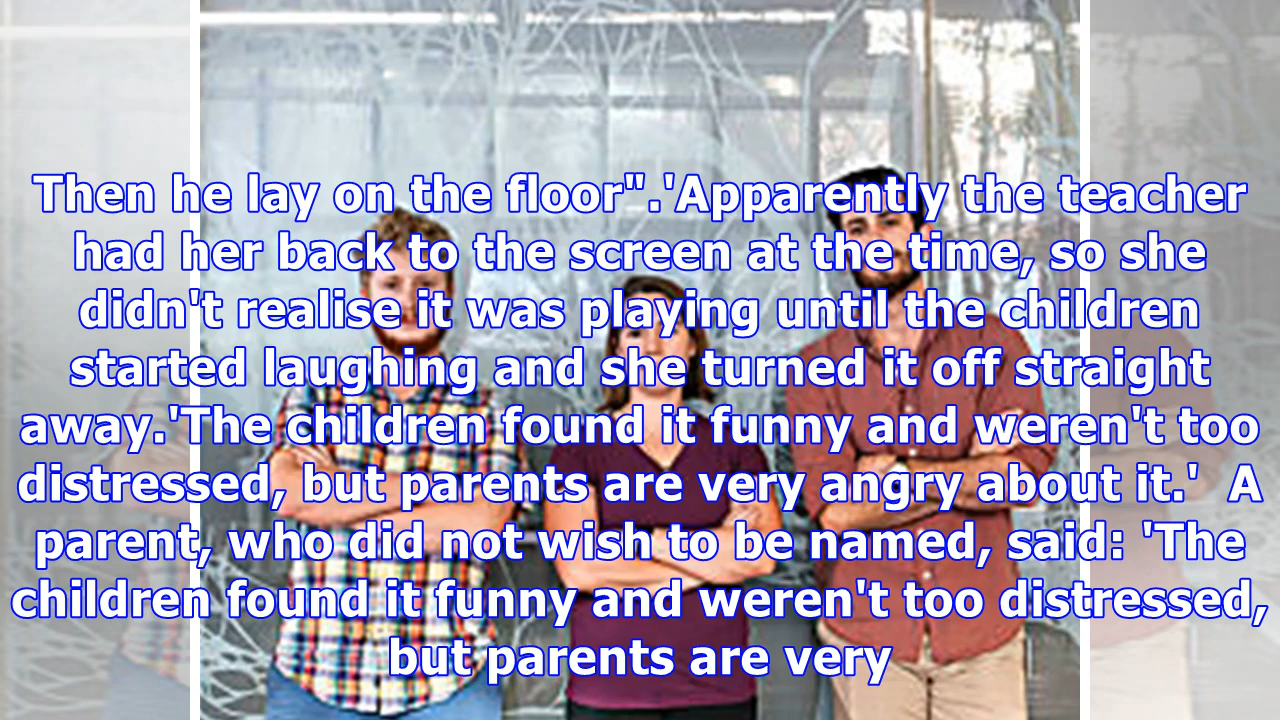 Then he lay on the floor".'Apparently the teacher
had her back to the screen at the time, so she
didn't realise it was playing until the children
started laughing and she turned it off straight
away.'The children found it funny and weren't too
distressed, but parents are very angry about it.'  A
parent, who did not wish to be named, said: 'The
children found it funny and weren't too distressed,
but parents are very